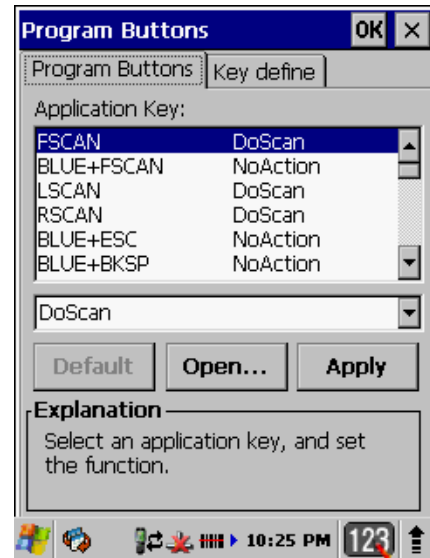 Program Buttons OK ×
Program Buttons Key define
Application Key:
FSCAN DoScan
BLUE+FSCAN NoAction
LSCAN DoScan
RSCAN DoScan
BLUE+ESC NoAction
BLUE+BKSP NoAction
DoScan
Default Open... Apply
Explanation
Select an application key, and set
the function.
10:25 PM 123